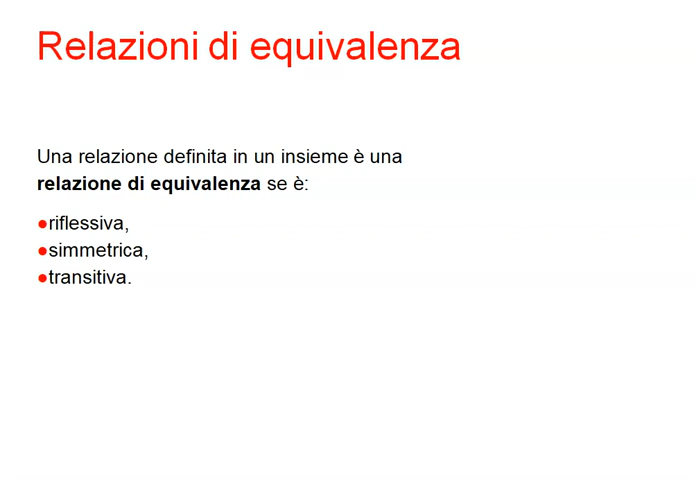 Relazioni di equivalenza
Una relazione definita in un insieme è una
relazione di equivalenza se è:
●riflessiva,
●simmetrica,
●transitiva.